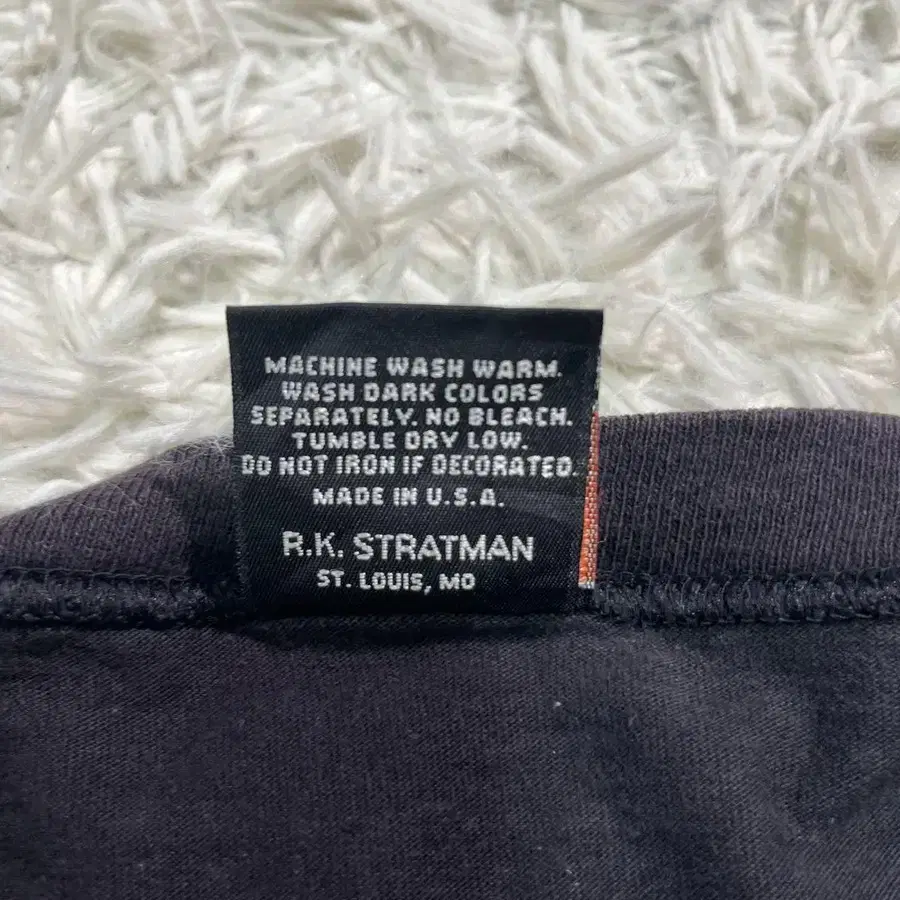 MACHINE WASH WARM.
WASH DARK COLORS
SEPARATELY. NO BLEACH.
TUMBLE DRY LOW.
DO NOT IRON IF DECORATED.
MADE IN U.S.A.
R.K. STRATMAN
ST. LOUIS, MO